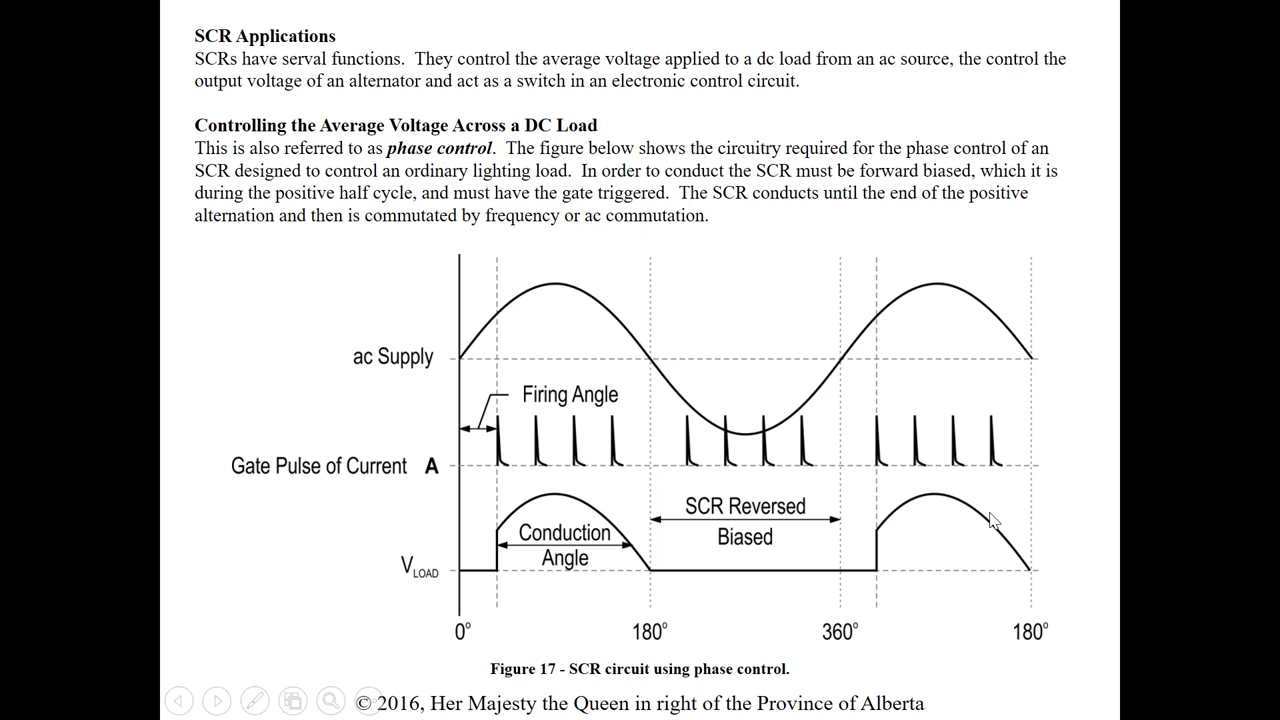 SCR Applications
SCRs have serval functions.  They control the average voltage applied to a dc load from an ac source, the control the
output voltage of an alternator and act as a switch in an electronic control circuit.
Controlling the Average Voltage Across a DC Load
This is also referred to as phase control.  The figure below shows the circuitry required for the phase control of an
SCR designed to control an ordinary lighting load.  In order to conduct the SCR must be forward biased, which it is
during the positive half cycle, and must have the gate triggered.  The SCR conducts until the end of the positive
alternation and then is commutated by frequency or ac commutation.
ac Supply
Firing Angle
Gate Pulse of Current A
SCR Reversed
Biased
Conduction
Angle
VLOAD
0° 180° 360° 180°
Figure 17 - SCR circuit using phase control.
© 2016, Her Majesty the Queen in right of the Province of Alberta